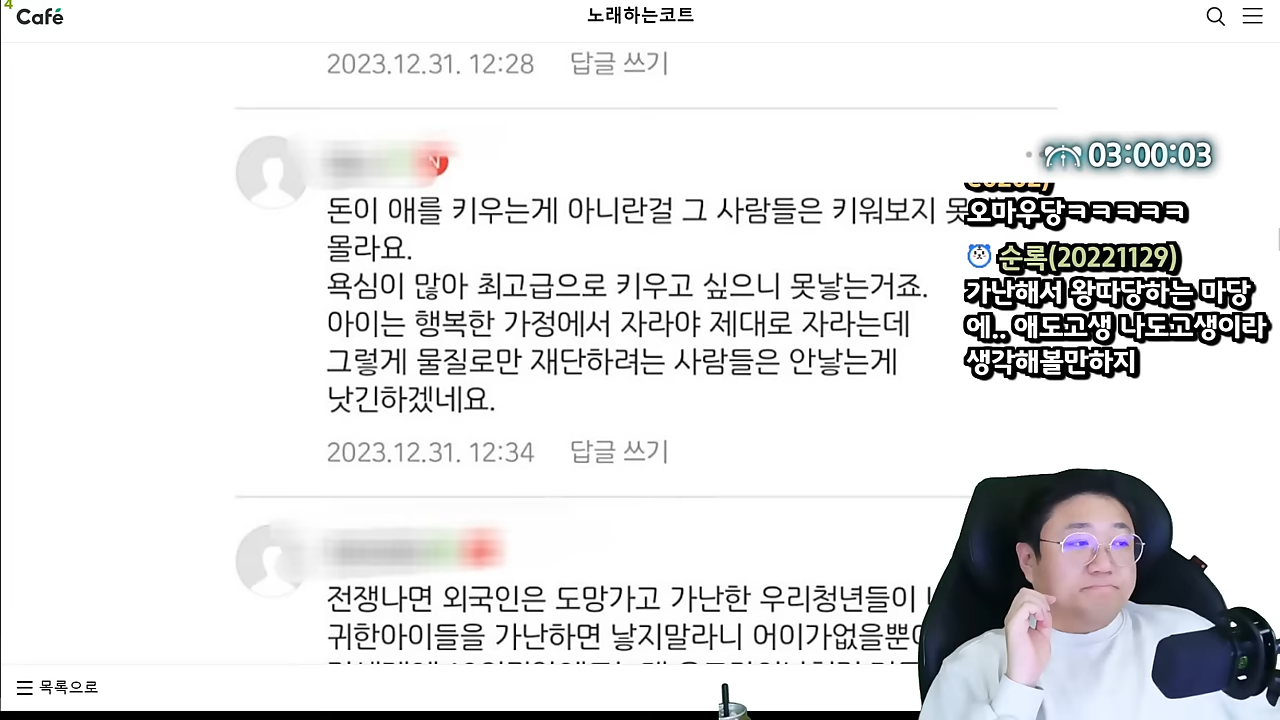 4
Café
노래하는코트
2023.12.31. 12:28 답글 쓰기
N
돈이 애를 키우는게 아니란걸 그 사람들은 키워보지
몰라요.
욕심이 많아 최고급으로 키우고 싶으니 못낳는거죠.
아이는 행복한 가정에서 자라야 제대로 자라는데
그렇게 물질로만 재단하려는 사람들은 안낳는게
낫긴하겠네요.
2023.12.31. 12:34 답글 쓰기
전쟁나면 외국인은 도망가고 가난한 우리청년들이
귀한아이들을 가난하면 낳지말라니
목록으로
03:00:03
오마우당ㅋㅋㅋㅋㅋ
순록(20221129)
가난해서 왕따당하는 마당
에.. 애도고생 나도고생이라
생각해볼만하지